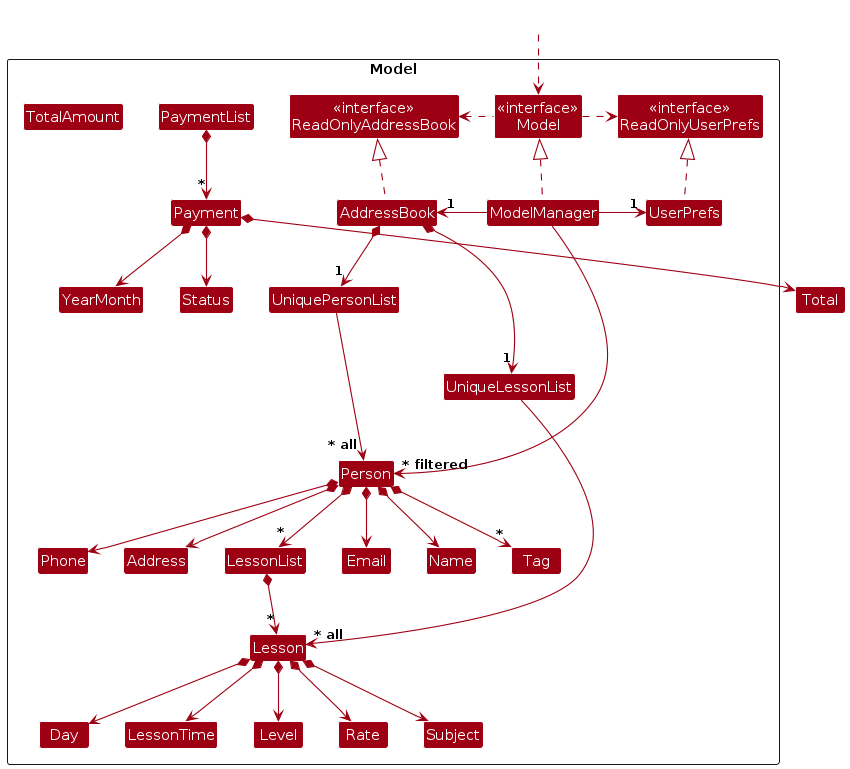 Model
TotalAmount
PaymentList
«interface»
ReadOnlyAddressBook
«interface»
Model
«interface»
ReadOnlyUserPrefs
*
Payment
AddressBook
1
ModelManager
1
UserPrefs
1
YearMonth
Status
UniquePersonList
Total
1
UniqueLessonList
* all
* filtered
Person
*
*
Phone
Address
LessonList
Email
Name
Tag
*
* all
Lesson
Day
LessonTime
Level
Rate
Subject